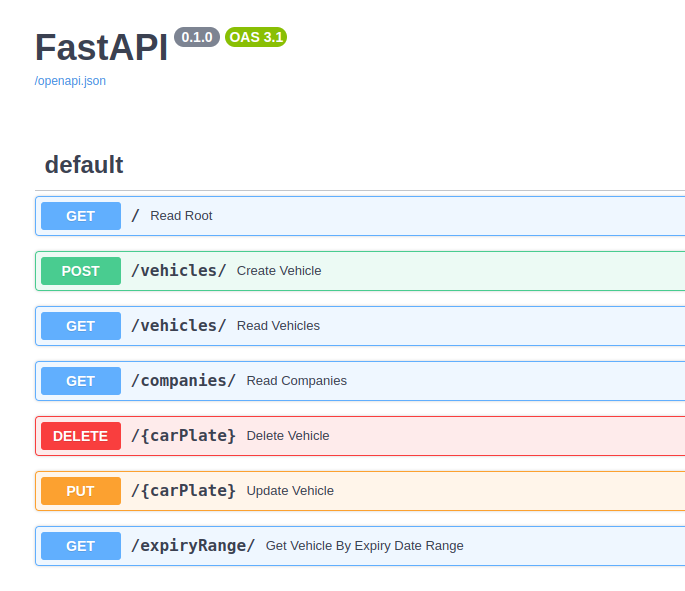 FastAPI 0.1.0 OAS 3.1
/openapi.json
default
GET / Read Root
POST /vehicles/ Create Vehicle
GET /vehicles/ Read Vehicles
GET /companies/ Read Companies
DELETE /{carPlate} Delete Vehicle
PUT /{carPlate} Update Vehicle
GET /expiryRange/ Get Vehicle By Expiry Date Range